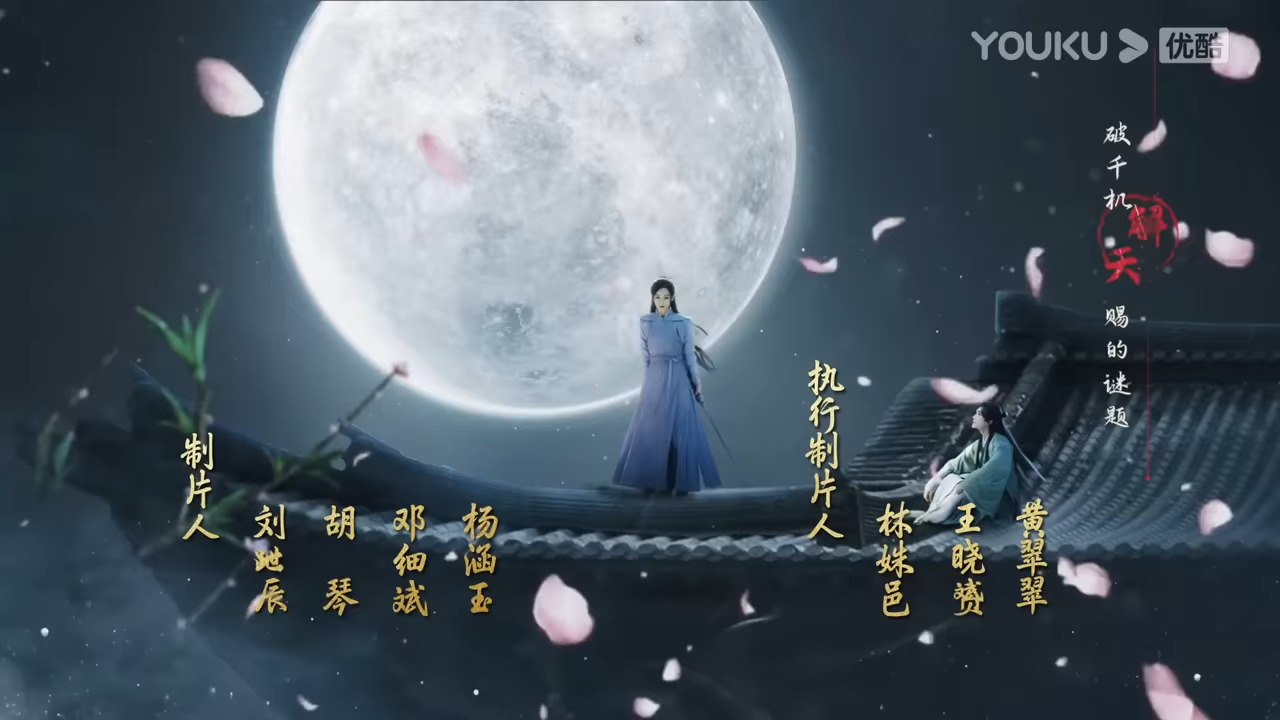 YOUKU 优酷
破千机
解天
赐的谜题
制片人
刘
胡琴
邓细斌
杨涵玉
执行制片人
林姝邑
王晓赟
黄翠翠